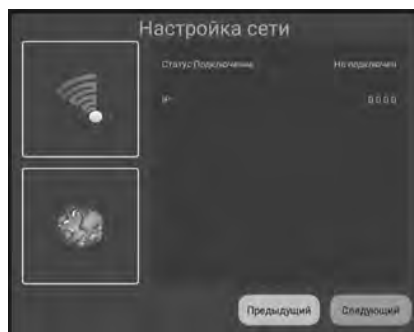 Настройка сети
Статус Подключение Не подключен
IP: 0.0.0.0
Предыдущий Следующий